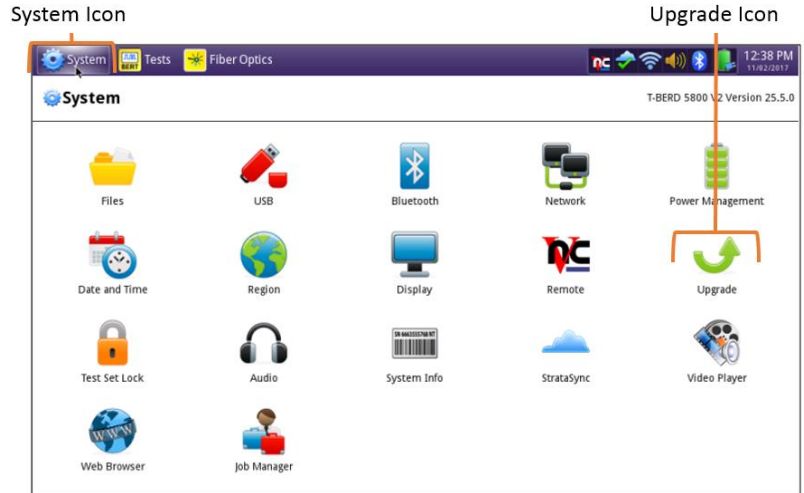 System Icon Upgrade Icon
System Tests Fiber Optics 12:38 PM
11/02/2017
System T-BERD 5800 V2 Version 25.5.0
Files USB Bluetooth Network Power Management
Date and Time Region Display Remote Upgrade
Test Set Lock Audio System Info StrataSync Video Player
WWW
Web Browser Job Manager